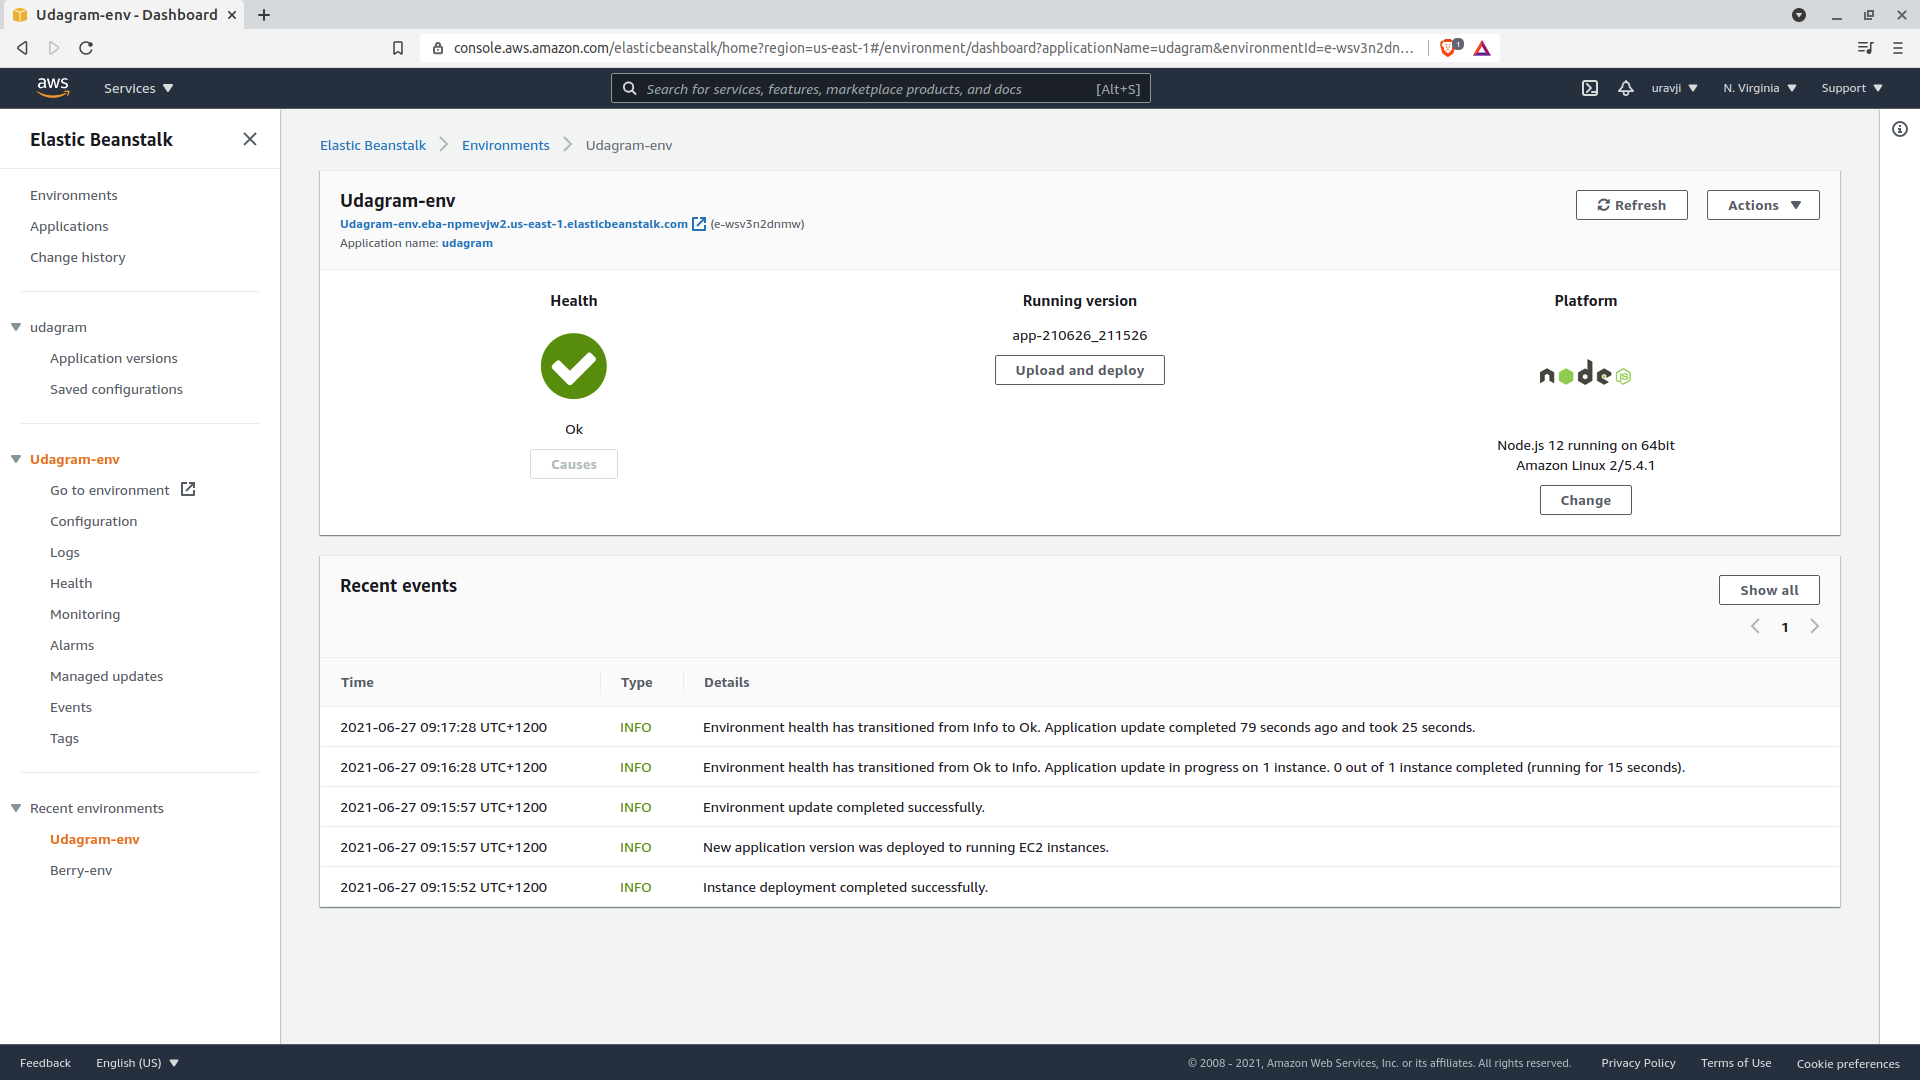 Udagram-env - Dashboard
console.aws.amazon.com/elasticbeanstalk/home?region=us-east-1#/environment/dashboard?applicationName=udagram&environmentId=e-wsv3n2dn...
1
aws
Services
Search for services, features, marketplace products, and docs [Alt+S]
uravji
N. Virginia
Support
Elastic Beanstalk
Environments
Applications
Change history
udagram
Application versions
Saved configurations
Udagram-env
Go to environment
Configuration
Logs
Health
Monitoring
Alarms
Managed updates
Events
Tags
Recent environments
Udagram-env
Berry-env
Elastic Beanstalk
Environments
Udagram-env
Udagram-env
Udagram-env.eba-npmevjw2.us-east-1.elasticbeanstalk.com (e-wsv3n2dnmw)
Application name: udagram
Refresh
Actions
Health
Ok
Causes
Running version
app-210626_211526
Upload and deploy
Platform
node
JS
Node.js 12 running on 64bit
Amazon Linux 2/5.4.1
Change
Recent events
Show all
1
Time Type Details
2021-06-27 09:17:28 UTC+1200 INFO Environment health has transitioned from Info to Ok. Application update completed 79 seconds ago and took 25 seconds.
2021-06-27 09:16:28 UTC+1200 INFO Environment health has transitioned from Ok to Info. Application update in progress on 1 instance. 0 out of 1 instance completed (running for 15 seconds).
2021-06-27 09:15:57 UTC+1200 INFO Environment update completed successfully.
2021-06-27 09:15:57 UTC+1200 INFO New application version was deployed to running EC2 instances.
2021-06-27 09:15:52 UTC+1200 INFO Instance deployment completed successfully.
Feedback
English (US)
© 2008 - 2021, Amazon Web Services, Inc. or its affiliates. All rights reserved.
Privacy Policy
Terms of Use
Cookie preferences